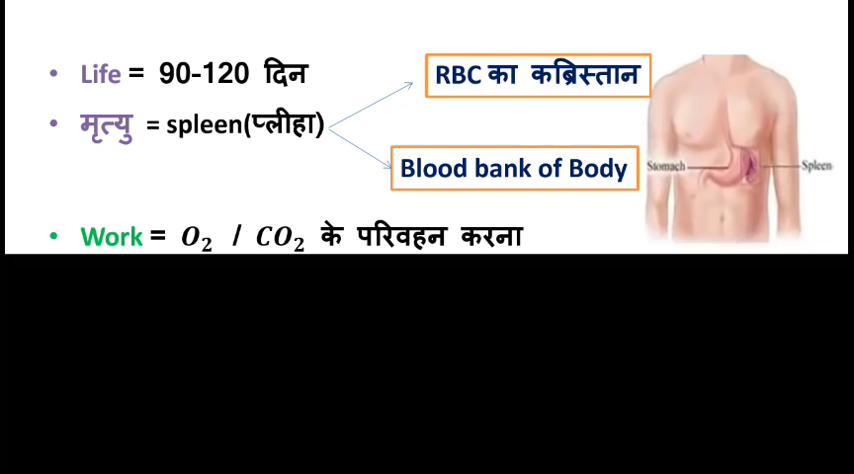 • Life = 90-120 दिन
RBC का कब्रिस्तान
• मृत्यु = spleen(प्लीहा)
Blood bank of Body
Stomach
Spleen
• Work = O₂ / CO₂ के परिवहन करना